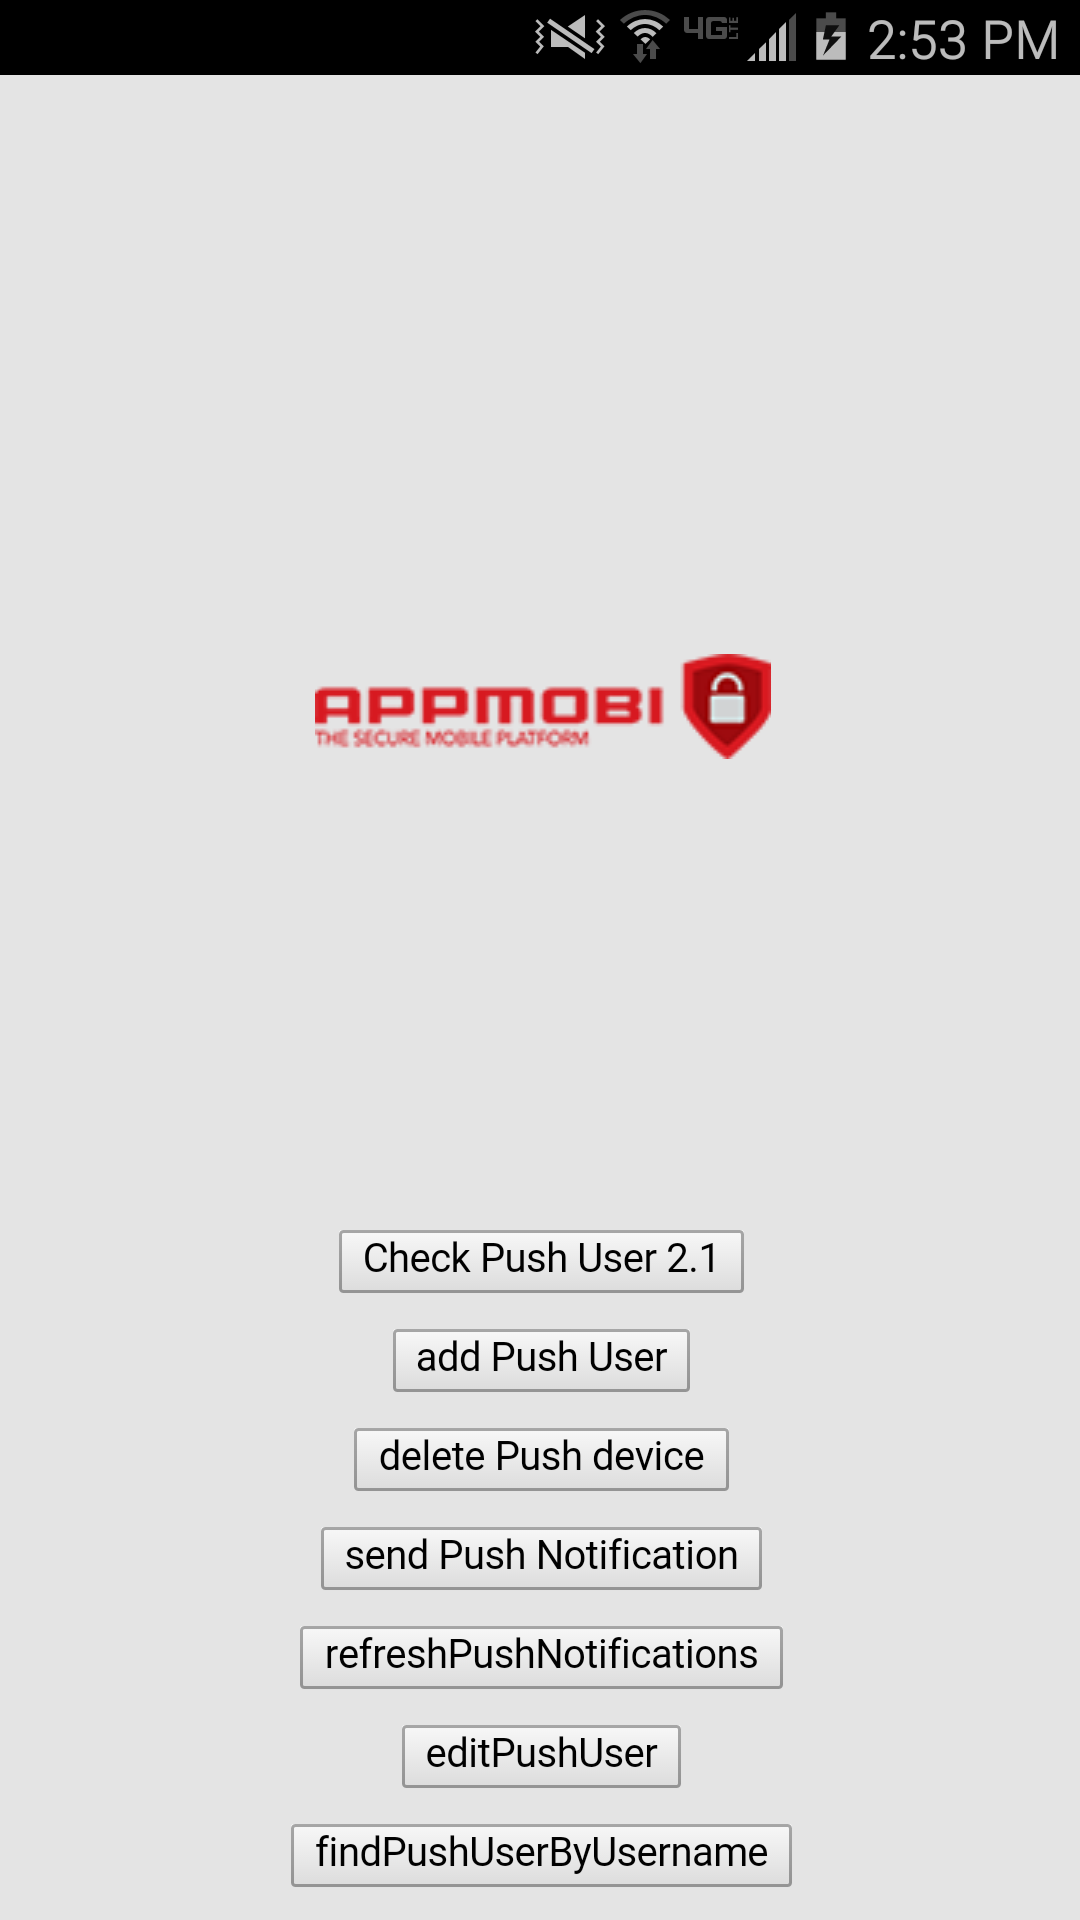 4G LTE 2:53 PM
APPMOBI
THE SECURE MOBILE PLATFORM
Check Push User 2.1
add Push User
delete Push device
send Push Notification
refreshPushNotifications
editPushUser
findPushUserByUsername